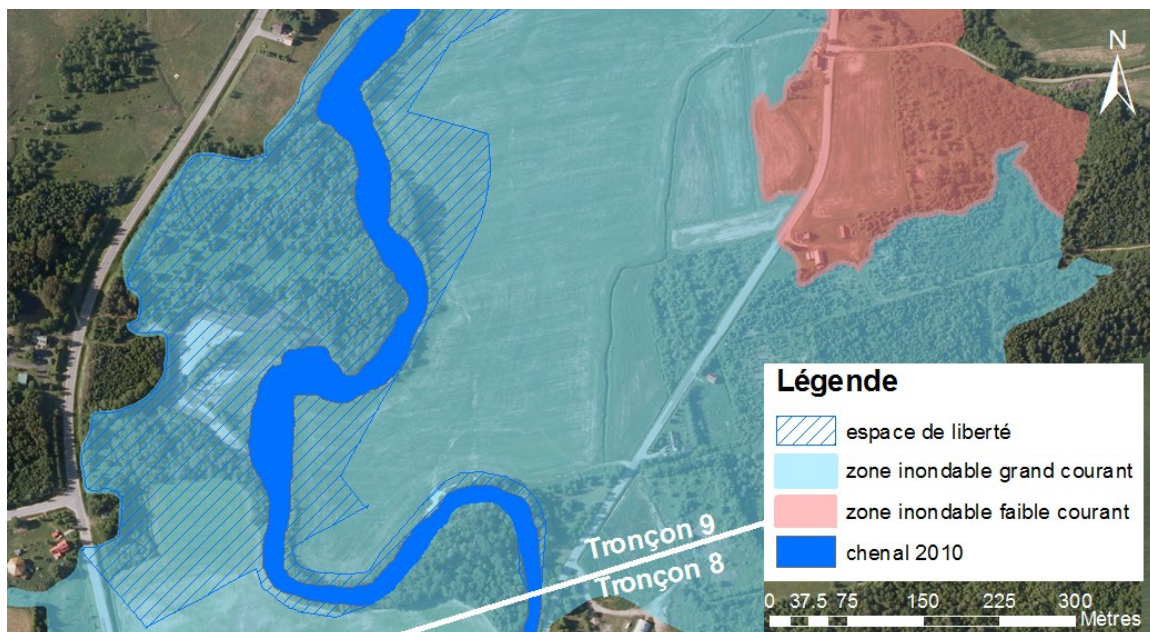 N
Légende
espace de liberté
zone inondable grand courant
zone inondable faible courant
chenal 2010
Tronçon 9
Tronçon 8
0 37.5 75 150 225 300
Mètres